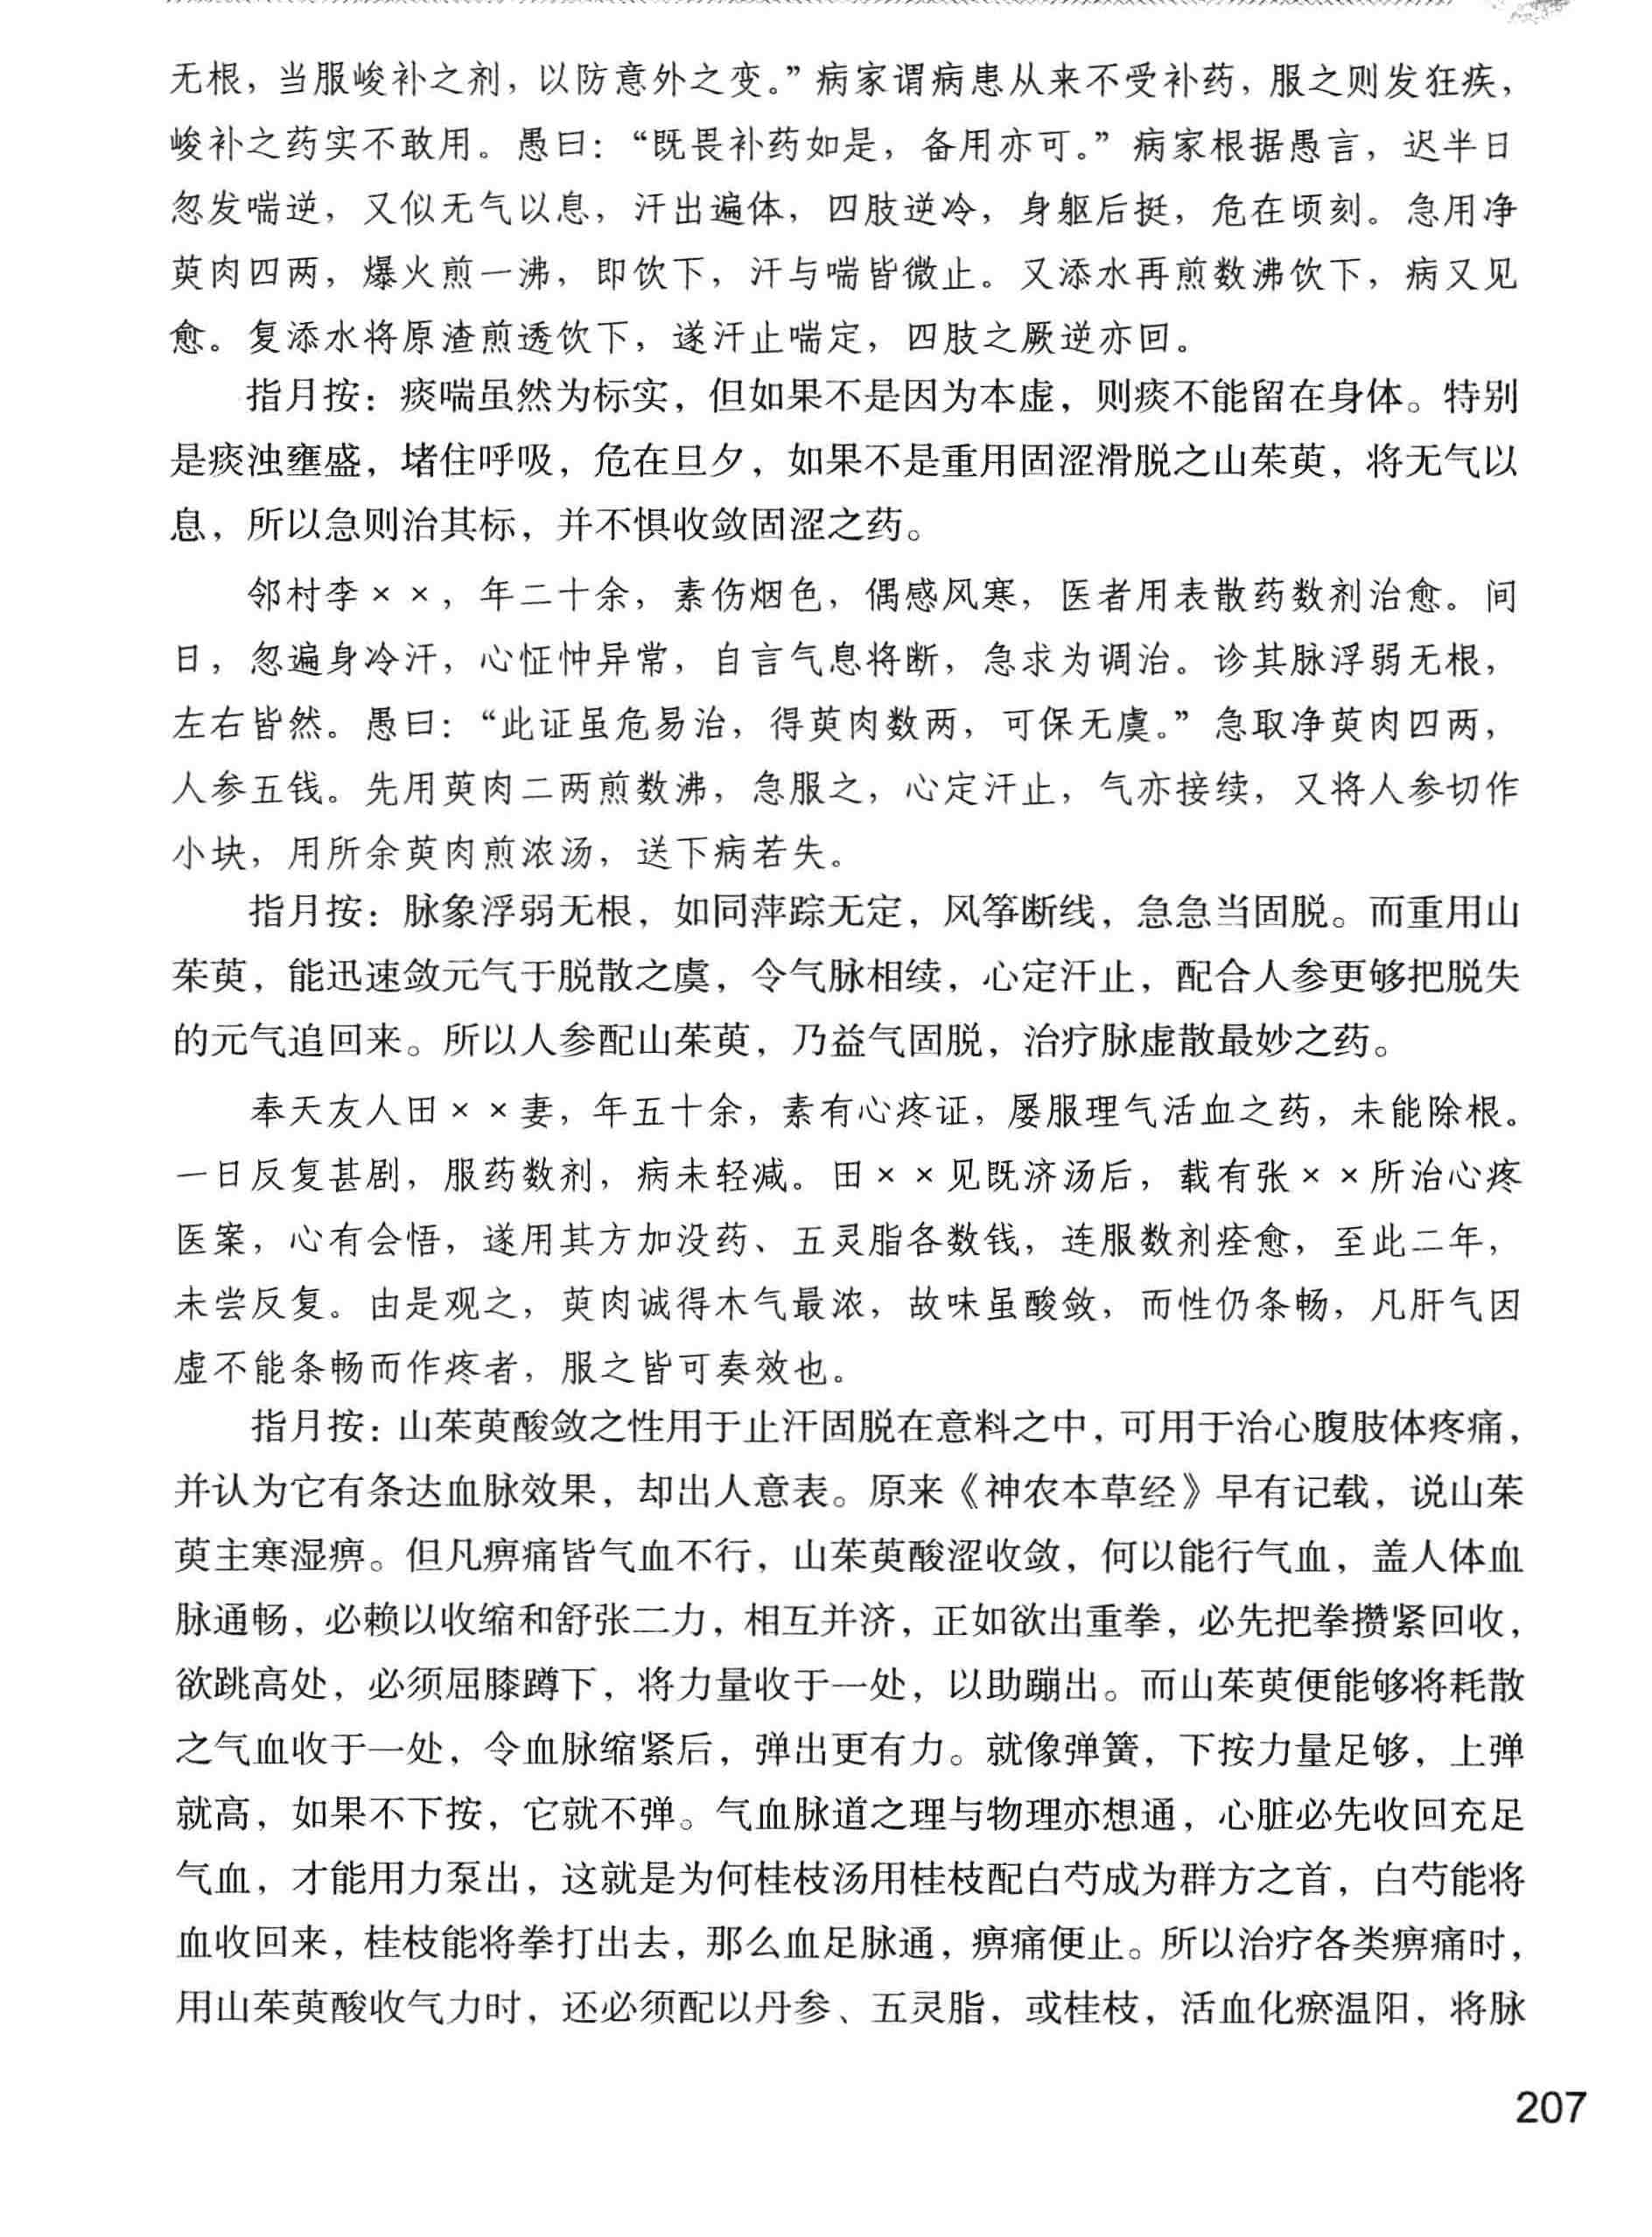 无根，当服峻补之剂，以防意外之变。”病家谓病患从来不受补药，服之则发狂疾，
峻补之药实不敢用。愚曰：“既畏补药如是，备用亦可。”病家根据愚言，迟半日
忽发喘逆，又似无气以息，汗出遍体，四肢逆冷，身躯后挺，危在顷刻。急用净
萸肉四两，爆火煎一沸，即饮下，汗与喘皆微止。又添水再煎数沸饮下，病又见
愈。复添水将原渣煎透饮下，遂汗止喘定，四肢之厥逆亦回。
指月按：痰喘虽然为标实，但如果不是因为本虚，则痰不能留在身体。特别
是痰浊壅盛，堵住呼吸，危在旦夕，如果不是重用固涩滑脱之山茱萸，将无气以
息，所以急则治其标，并不惧收敛固涩之药。
邻村李××，年二十余，素伤烟色，偶感风寒，医者用表散药数剂治愈。间
日，忽遍身冷汗，心怔忡异常，自言气息将断，急求为调治。诊其脉浮弱无根，
左右皆然。愚曰：“此证虽危易治，得萸肉数两，可保无虞。”急取净萸肉四两，
人参五钱。先用萸肉二两煎数沸，急服之，心定汗止，气亦接续，又将人参切作
小块，用所余萸肉煎浓汤，送下病若失。
指月按：脉象浮弱无根，如同萍踪无定，风筝断线，急急当固脱。而重用山
茱萸，能迅速敛元气于脱散之虞，令气脉相续，心定汗止，配合人参更够把脱失
的元气追回来。所以人参配山茱萸，乃益气固脱，治疗脉虚散最妙之药。
奉天友人田××妻，年五十余，素有心疼证，屡服理气活血之药，未能除根。
一日反复甚剧，服药数剂，病未轻减。田××见既济汤后，载有张××所治心疼
医案，心有会悟，遂用其方加没药、五灵脂各数钱，连服数剂痊愈，至此二年，
未尝反复。由是观之，萸肉诚得木气最浓，故味虽酸敛，而性仍条畅，凡肝气因
虚不能条畅而作疼者，服之皆可奏效也。
指月按：山茱萸酸敛之性用于止汗固脱在意料之中，可用于治心腹肢体疼痛，
并认为它有条达血脉效果，却出人意表。原来《神农本草经》早有记载，说山茱
萸主寒湿痹。但凡痹痛皆气血不行，山茱萸酸涩收敛，何以能行气血，盖人体血
脉通畅，必赖以收缩和舒张二力，相互并济，正如欲出重拳，必先把拳攒紧回收，
欲跳高处，必须屈膝蹲下，将力量收于一处，以助蹦出。而山茱萸便能够将耗散
之气血收于一处，令血脉缩紧后，弹出更有力。就像弹簧，下按力量足够，上弹
就高，如果不下按，它就不弹。气血脉道之理与物理亦想通，心脏必先收回充足
气血，才能用力泵出，这就是为何桂枝汤用桂枝配白芍成为群方之首，白芍能将
血收回来，桂枝能将拳打出去，那么血足脉通，痹痛便止。所以治疗各类痹痛时，
用山茱萸酸收气力时，还必须配以丹参、五灵脂，或桂枝，活血化瘀温阳，将脉
207